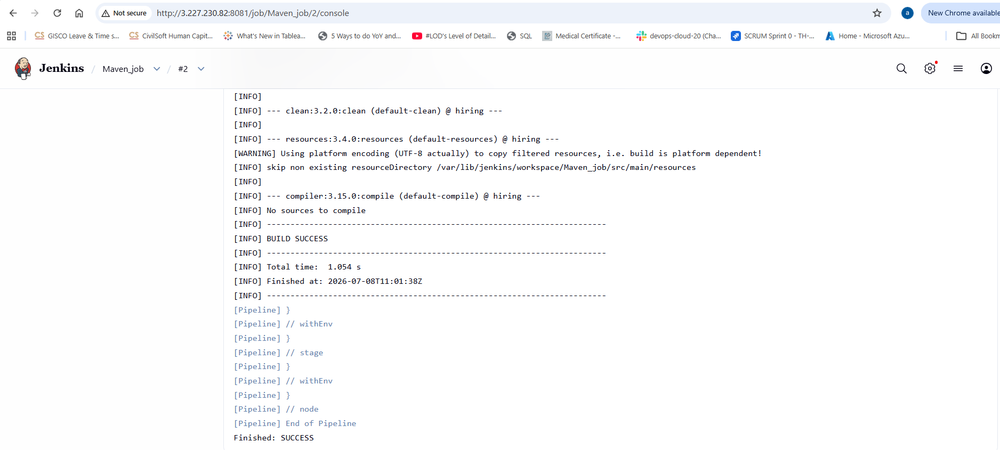 Not secure http://3.227.230.82:8081/job/Maven_job/2/console a New Chrome available
CS GISCO Leave & Time s... CS CivilSoft Human Capit... What's New in Tablea... 5 Ways to do YoY and... #LOD's Level of Detail... SQL Medical Certificate -... devops-cloud-20 (Cha... SCRUM Sprint 0 - TH-... Home - Microsoft Azu... All Bookm
Jenkins / Maven_job / #2
[INFO]
[INFO] --- clean:3.2.0:clean (default-clean) @ hiring ---
[INFO]
[INFO] --- resources:3.4.0:resources (default-resources) @ hiring ---
[WARNING] Using platform encoding (UTF-8 actually) to copy filtered resources, i.e. build is platform dependent!
[INFO] skip non existing resourceDirectory /var/lib/jenkins/workspace/Maven_job/src/main/resources
[INFO]
[INFO] --- compiler:3.15.0:compile (default-compile) @ hiring ---
[INFO] No sources to compile
[INFO] ------------------------------------------------------------------------
[INFO] BUILD SUCCESS
[INFO] ------------------------------------------------------------------------
[INFO] Total time:  1.054 s
[INFO] Finished at: 2026-07-08T11:01:38Z
[INFO] ------------------------------------------------------------------------
[Pipeline] }
[Pipeline] // withEnv
[Pipeline] }
[Pipeline] // stage
[Pipeline] }
[Pipeline] // withEnv
[Pipeline] }
[Pipeline] // node
[Pipeline] End of Pipeline
Finished: SUCCESS